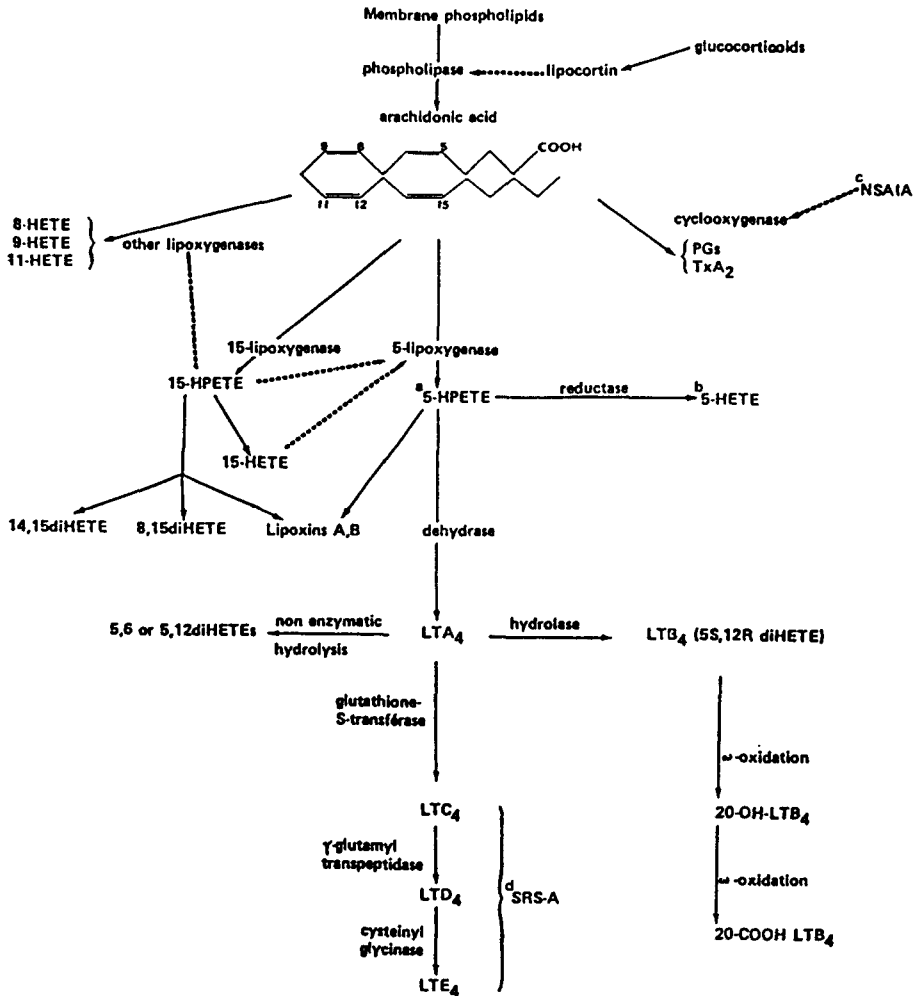 Membrane phospholipids
glucocorticoids
phospholipase
lipocortin
arachidonic acid
9 8 5 COOH
11 12 15
c NSAIA
cyclooxygenase
8-HETE
9-HETE
11-HETE
other lipoxygenases
PGs
TxA2
15-lipoxygenase
5-lipoxygenase
15-HPETE
a 5-HPETE
reductase
b 5-HETE
15-HETE
14,15diHETE
8,15diHETE
Lipoxins A,B
dehydrase
5,6 or 5,12diHETEs
non enzymatic
hydrolysis
LTA4
hydrolase
LTB4 (5S,12R diHETE)
glutathione-
S-transférase
ω-oxidation
LTC4
20-OH-LTB4
γ-glutamyl
transpeptidase
ω-oxidation
LTD4
d SRS-A
cysteinyl
glycinase
20-COOH LTB4
LTE4